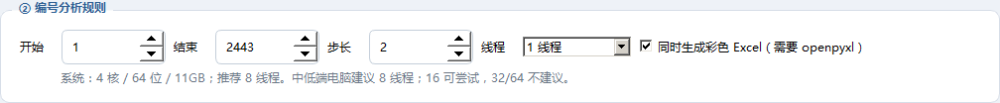 ② 编号分析规则
开始 1 结束 2443 步长 2 线程 1 线程 同时生成彩色 Excel（需要 openpyxl）
系统：4 核 / 64 位 / 11GB；推荐 8 线程。中低端电脑建议 8 线程；16 可尝试，32/64 不建议。